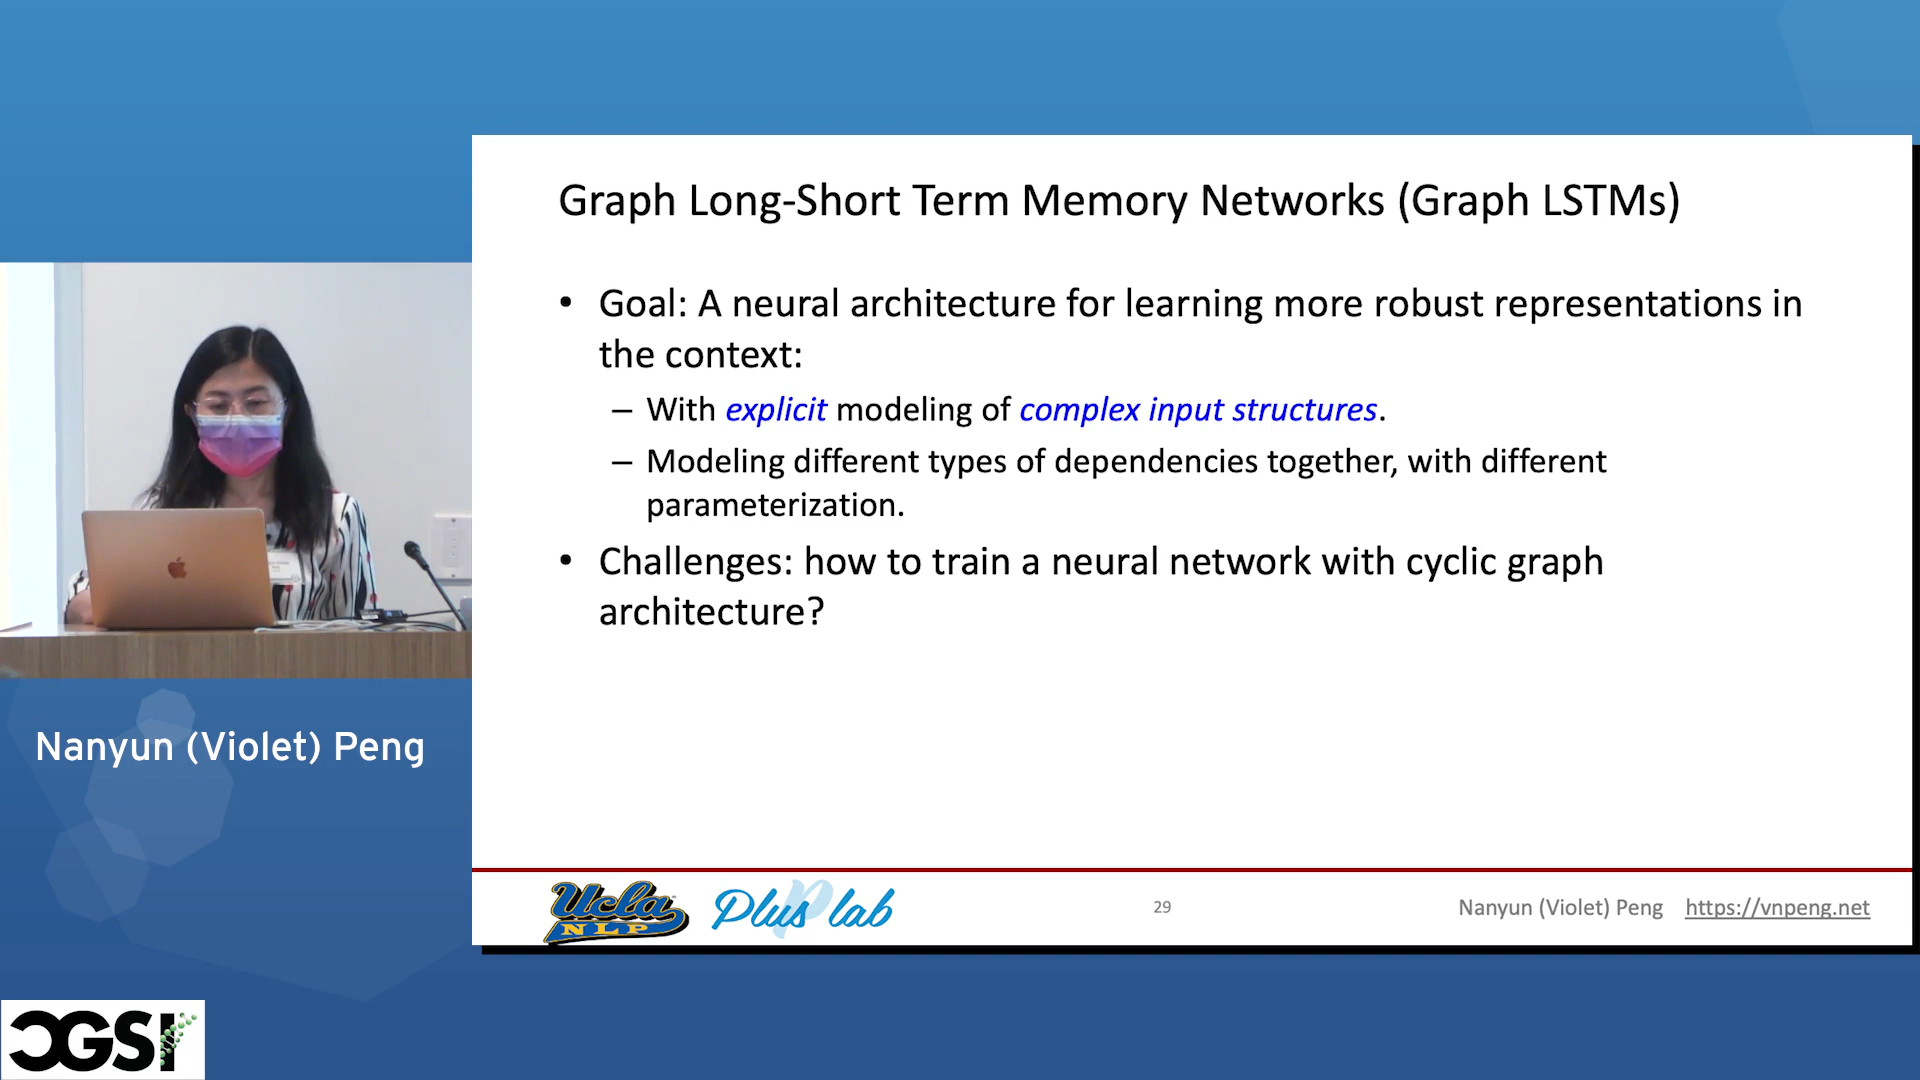 Graph Long-Short Term Memory Networks (Graph LSTMs)
• Goal: A neural architecture for learning more robust representations in
the context:
– With explicit modeling of complex input structures.
– Modeling different types of dependencies together, with different
parameterization.
• Challenges: how to train a neural network with cyclic graph
architecture?
Nanyun (Violet) Peng
Ucla
NLP
Plus lab
29
Nanyun (Violet) Peng https://vnpeng.net
CGSI